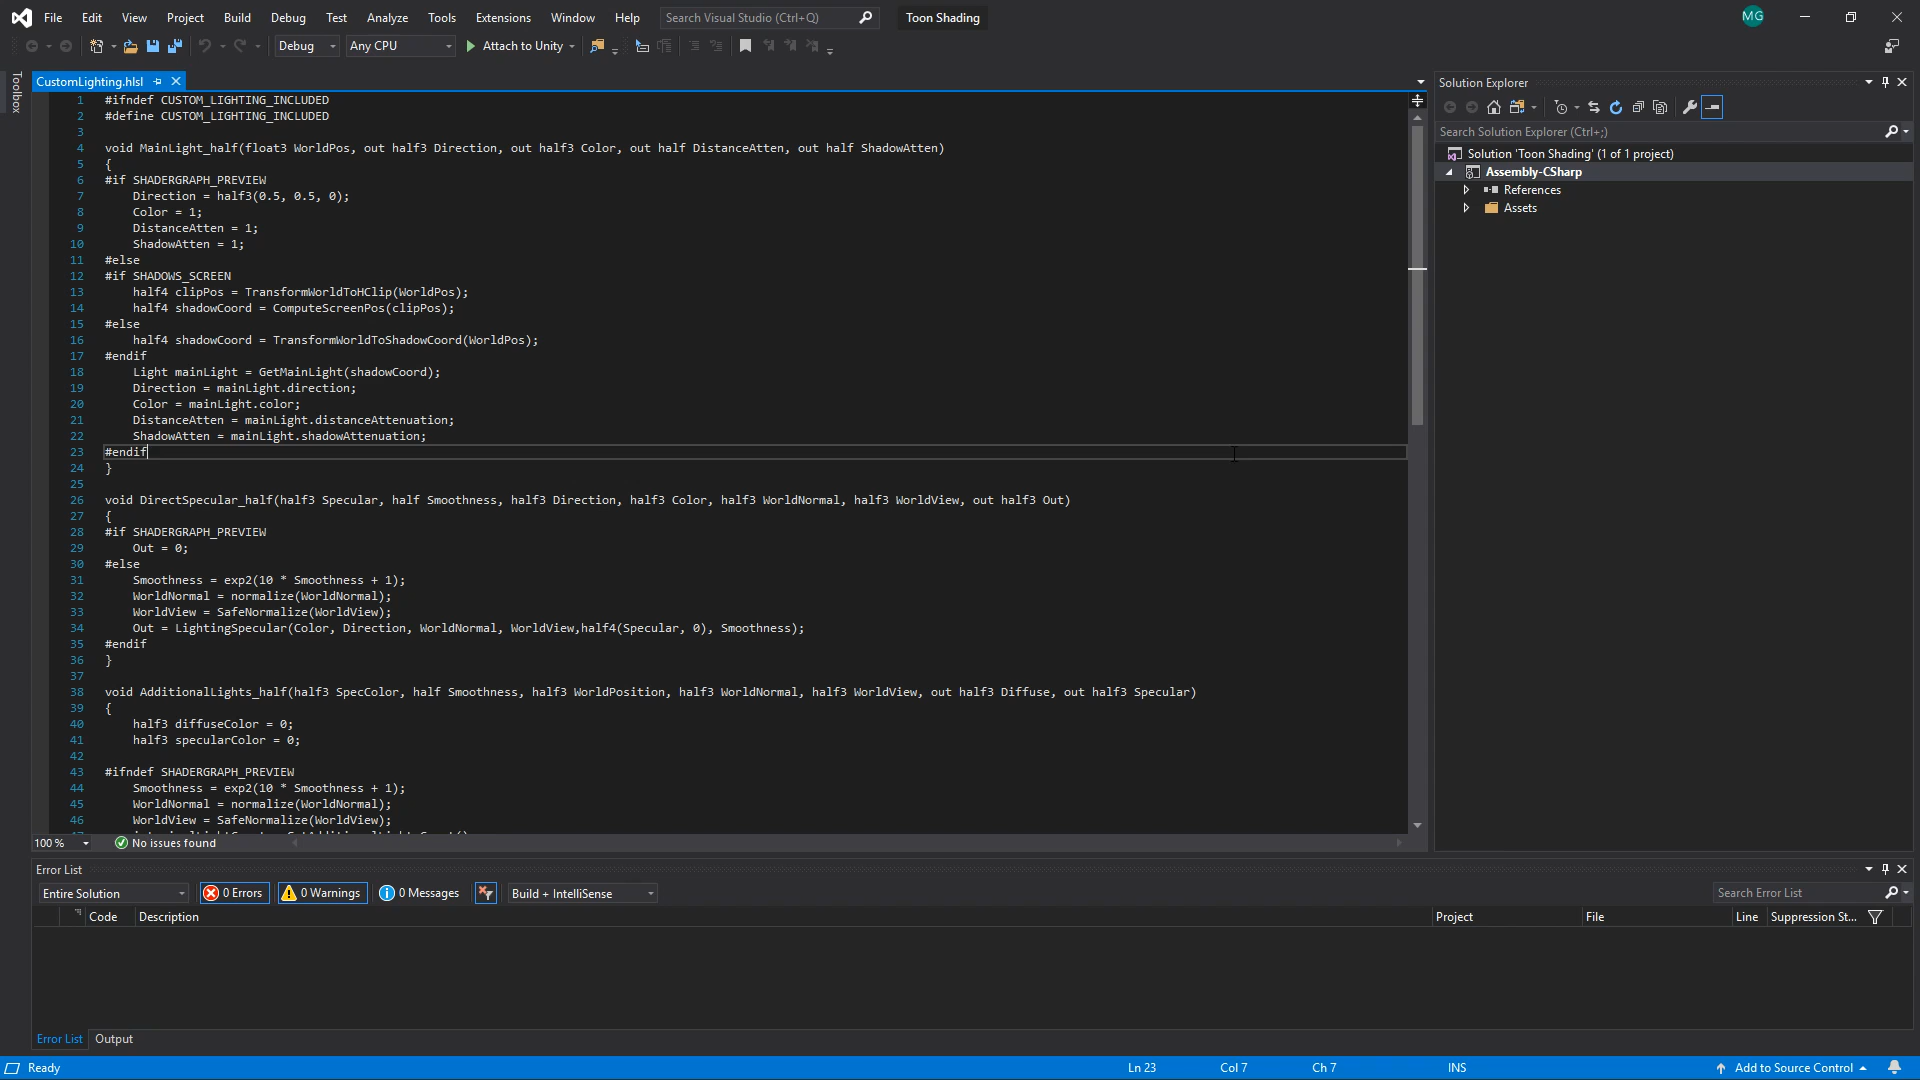 File Edit View Project Build Debug Test Analyze Tools Extensions Window Help Search Visual Studio (Ctrl+Q) Toon Shading MG
Debug Any CPU Attach to Unity
Toolbox
CustomLighting.hlsl
1 #ifndef CUSTOM_LIGHTING_INCLUDED
2 #define CUSTOM_LIGHTING_INCLUDED
3
4 void MainLight_half(float3 WorldPos, out half3 Direction, out half3 Color, out half DistanceAtten, out half ShadowAtten)
5 {
6 #if SHADERGRAPH_PREVIEW
7 Direction = half3(0.5, 0.5, 0);
8 Color = 1;
9 DistanceAtten = 1;
10 ShadowAtten = 1;
11 #else
12 #if SHADOWS_SCREEN
13 half4 clipPos = TransformWorldToHClip(WorldPos);
14 half4 shadowCoord = ComputeScreenPos(clipPos);
15 #else
16 half4 shadowCoord = TransformWorldToShadowCoord(WorldPos);
17 #endif
18 Light mainLight = GetMainLight(shadowCoord);
19 Direction = mainLight.direction;
20 Color = mainLight.color;
21 DistanceAtten = mainLight.distanceAttenuation;
22 ShadowAtten = mainLight.shadowAttenuation;
23 #endif
24 }
25
26 void DirectSpecular_half(half3 Specular, half Smoothness, half3 Direction, half3 Color, half3 WorldNormal, half3 WorldView, out half3 Out)
27 {
28 #if SHADERGRAPH_PREVIEW
29 Out = 0;
30 #else
31 Smoothness = exp2(10 * Smoothness + 1);
32 WorldNormal = normalize(WorldNormal);
33 WorldView = SafeNormalize(WorldView);
34 Out = LightingSpecular(Color, Direction, WorldNormal, WorldView,half4(Specular, 0), Smoothness);
35 #endif
36 }
37
38 void AdditionalLights_half(half3 SpecColor, half Smoothness, half3 WorldPosition, half3 WorldNormal, half3 WorldView, out half3 Diffuse, out half3 Specular)
39 {
40 half3 diffuseColor = 0;
41 half3 specularColor = 0;
42
43 #ifndef SHADERGRAPH_PREVIEW
44 Smoothness = exp2(10 * Smoothness + 1);
45 WorldNormal = normalize(WorldNormal);
46 WorldView = SafeNormalize(WorldView);
100 % No issues found
Solution Explorer
Search Solution Explorer (Ctrl+;)
Solution 'Toon Shading' (1 of 1 project)
Assembly-CSharp
References
Assets
Error List
Entire Solution 0 Errors 0 Warnings 0 Messages Build + IntelliSense Search Error List
Code Description Project File Line Suppression St...
Error List Output
Ready Ln 23 Col 7 Ch 7 INS Add to Source Control